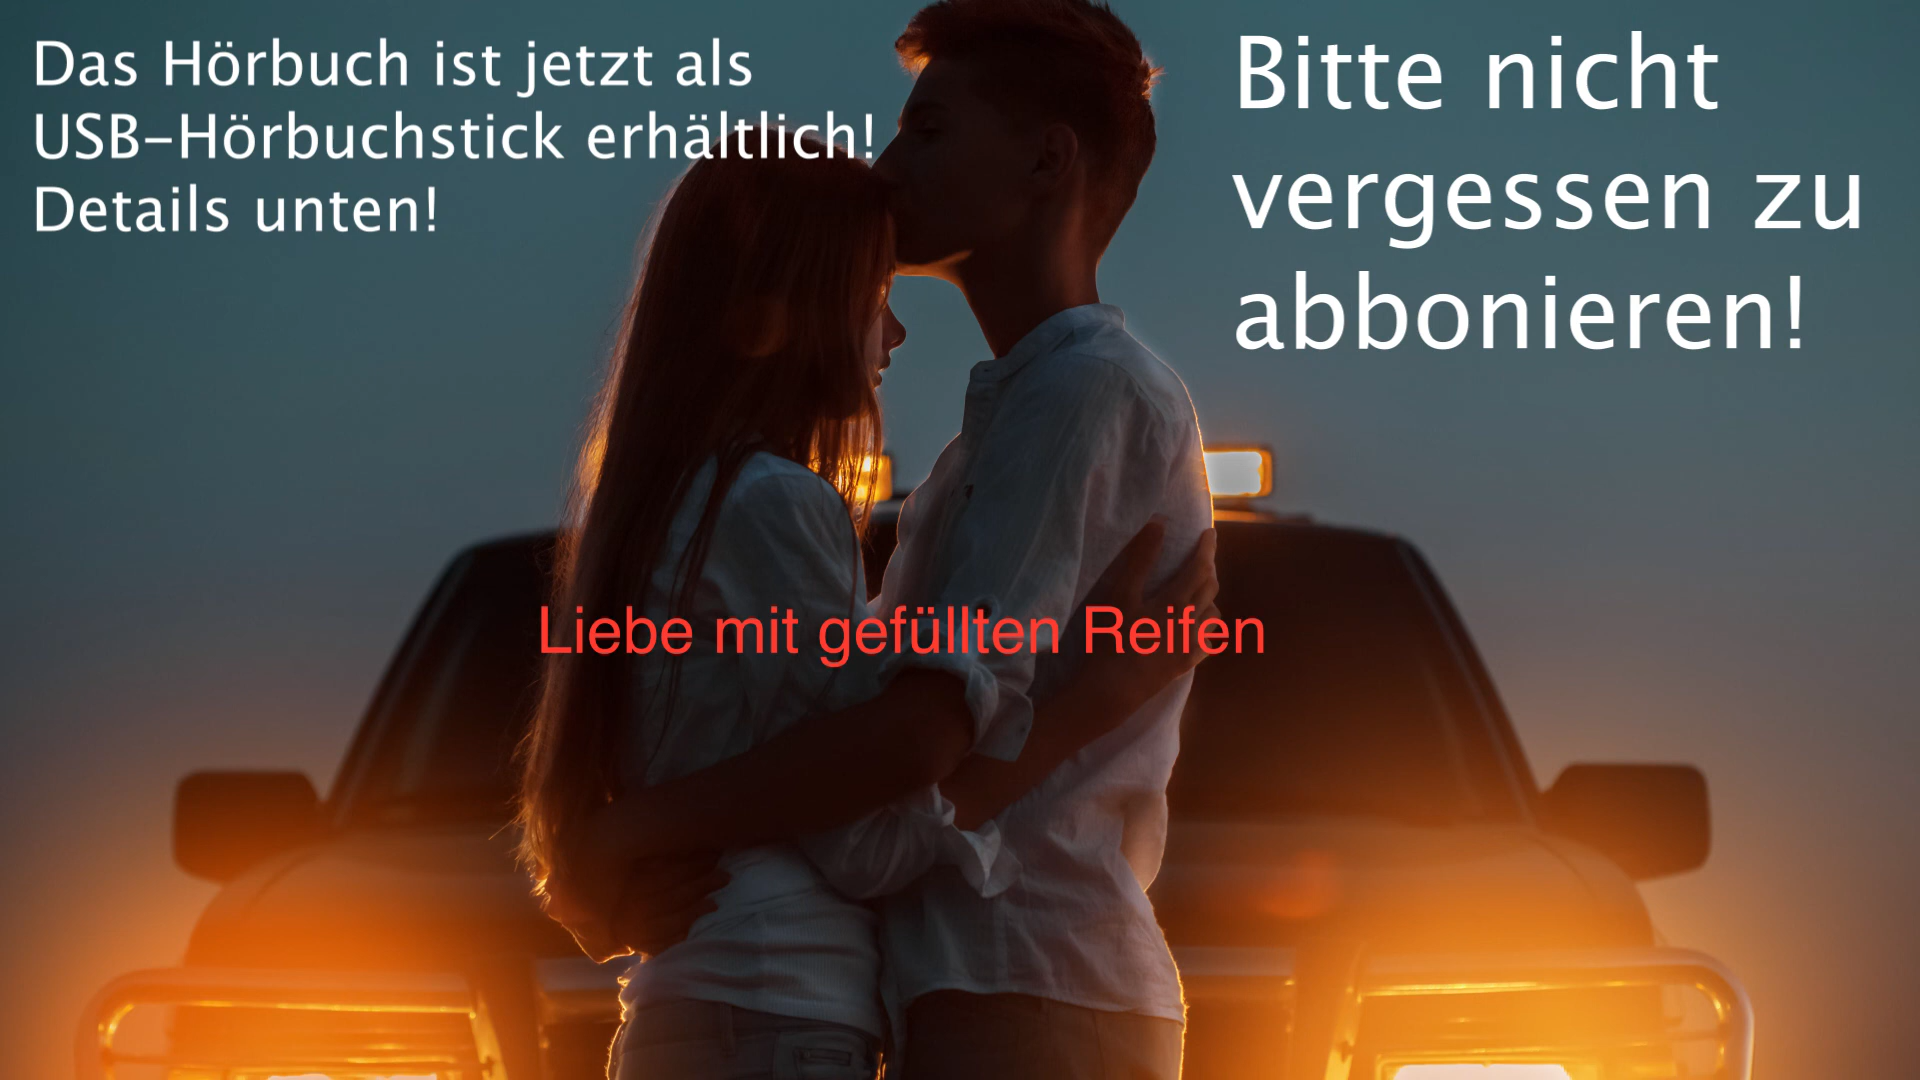 Das Hörbuch ist jetzt als
USB-Hörbuchstick erhältlich!
Details unten!
Bitte nicht
vergessen zu
abbonieren!
Liebe mit gefüllten Reifen